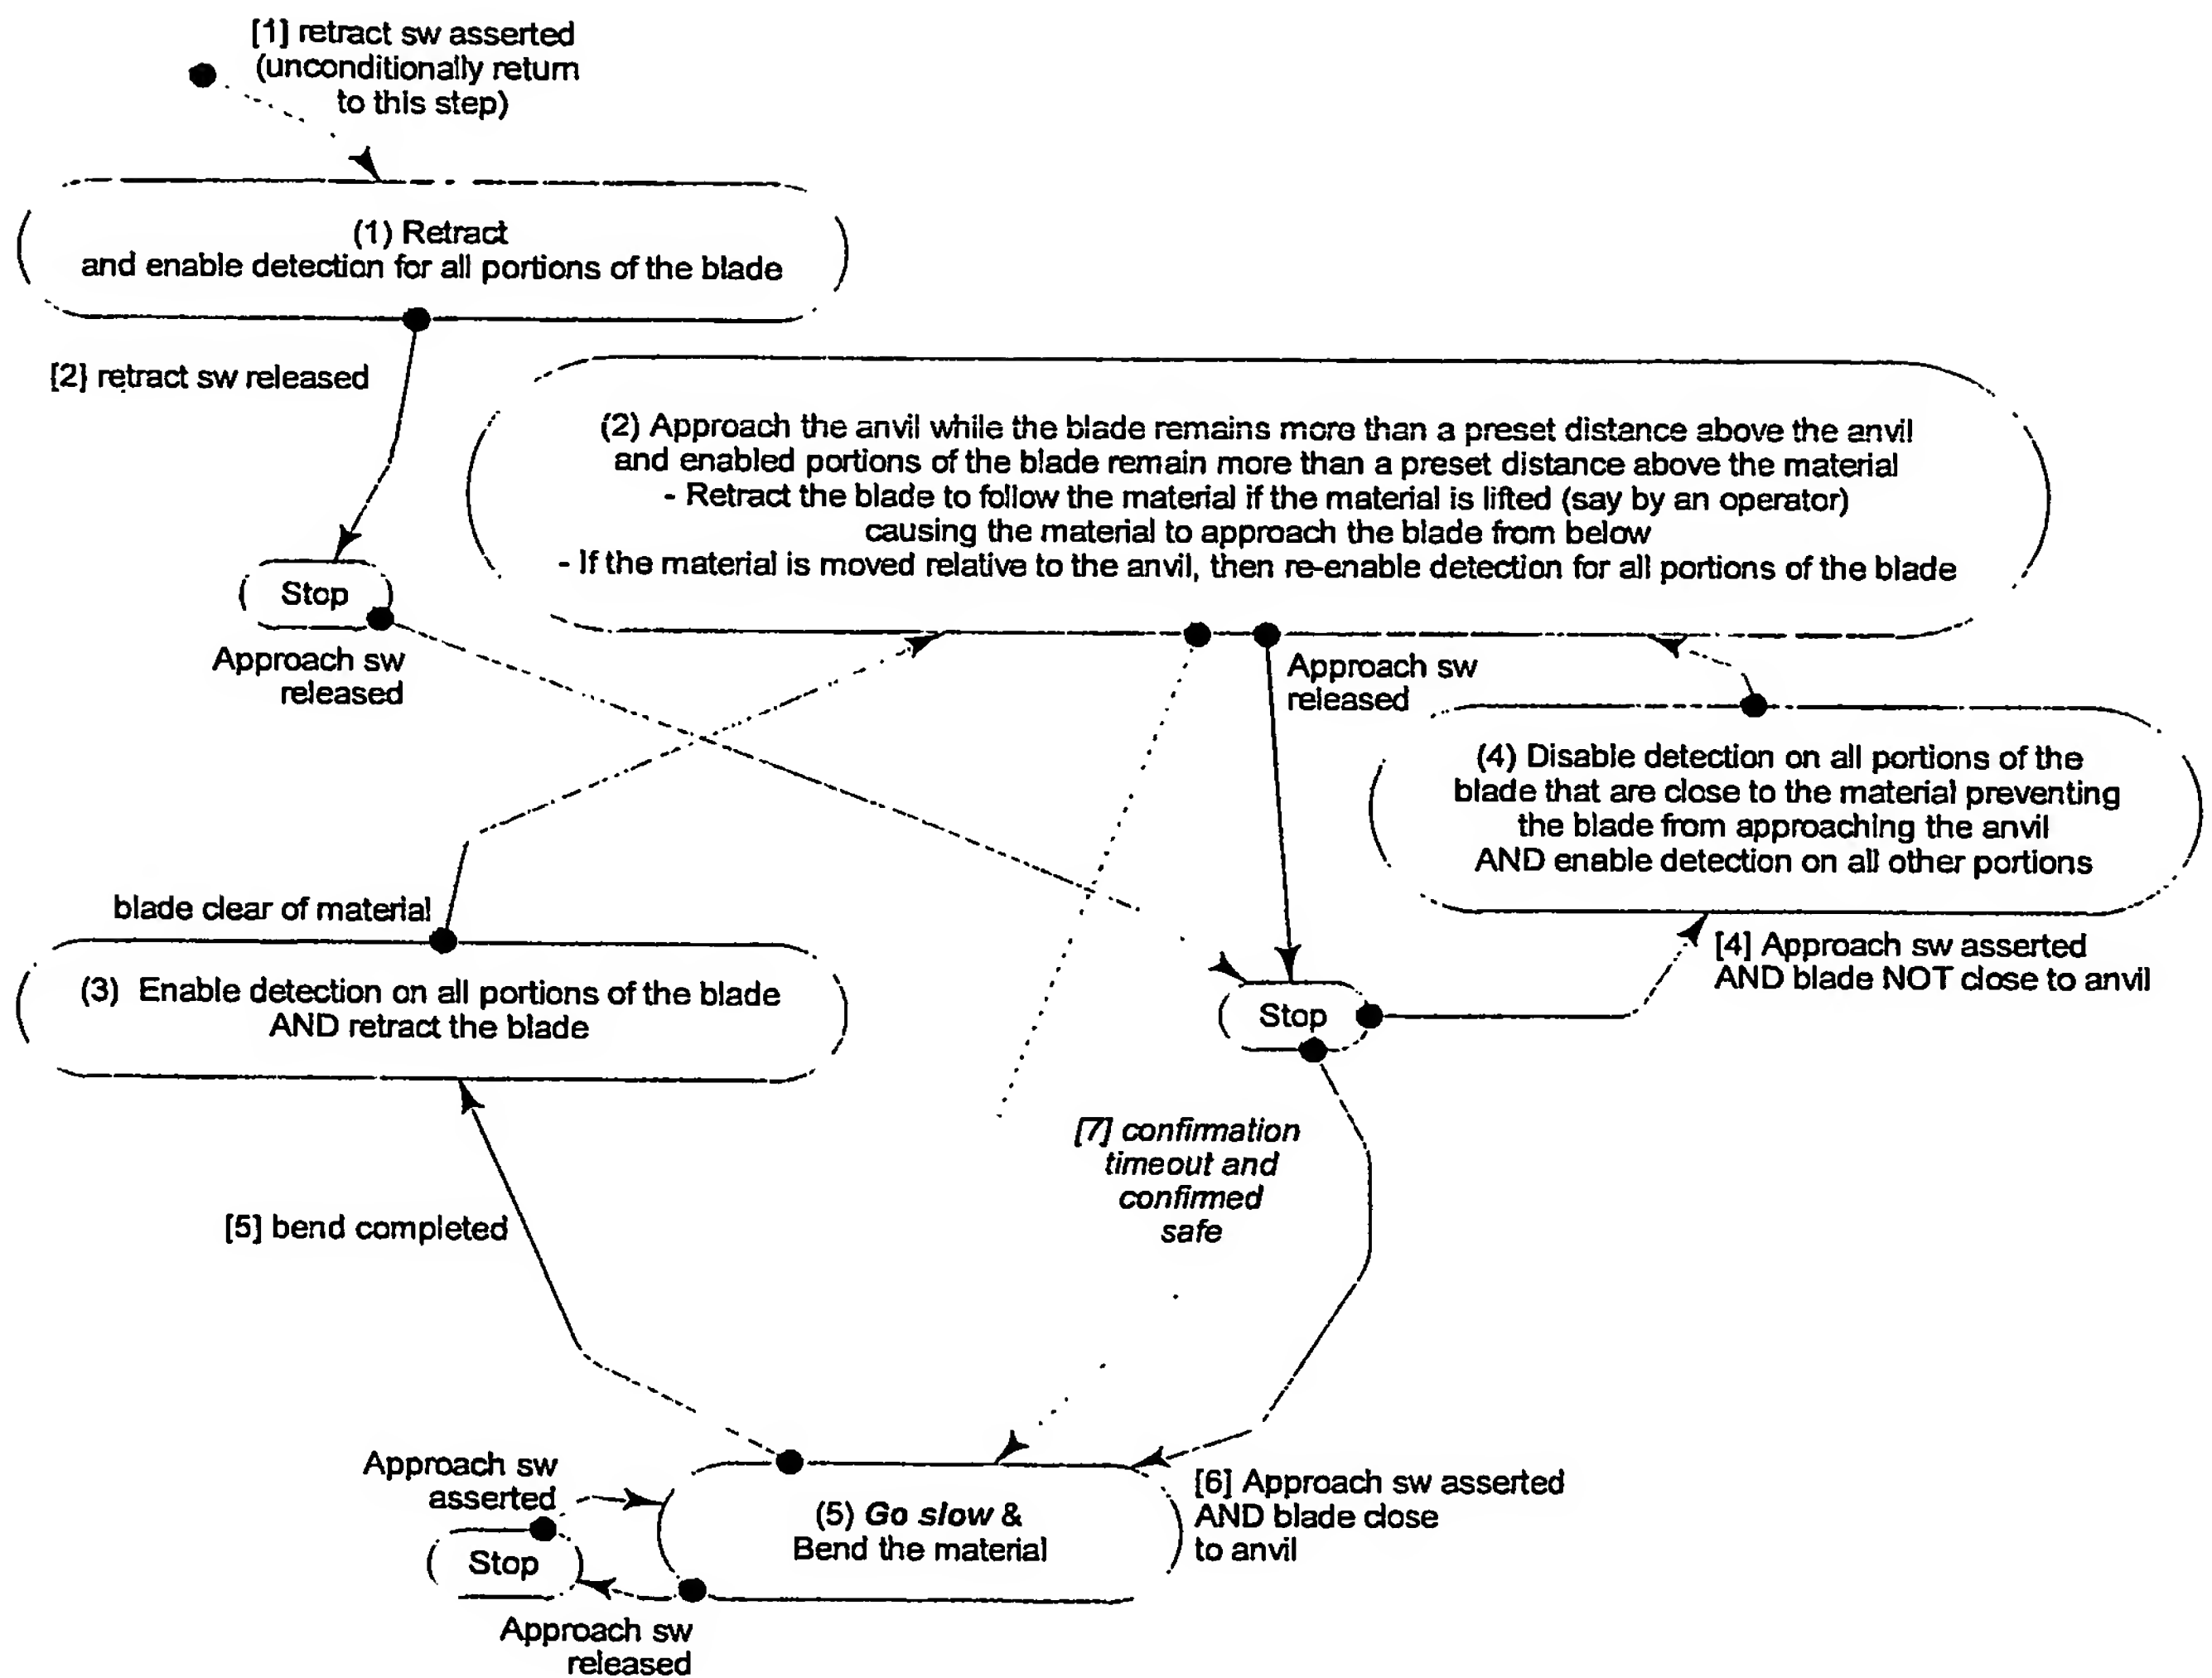 [1] retract sw asserted
(unconditionally return
to this step)
(1) Retract
and enable detection for all portions of the blade
[2] retract sw released
(2) Approach the anvil while the blade remains more than a preset distance above the anvil
and enabled portions of the blade remain more than a preset distance above the material
- Retract the blade to follow the material if the material is lifted (say by an operator)
causing the material to approach the blade from below
- If the material is moved relative to the anvil, then re-enable detection for all portions of the blade
Stop
Approach sw
released
Approach sw
released
(4) Disable detection on all portions of the
blade that are close to the material preventing
the blade from approaching the anvil
AND enable detection on all other portions
blade clear of material
[4] Approach sw asserted
AND blade NOT close to anvil
(3) Enable detection on all portions of the blade
AND retract the blade
Stop
[7] confirmation
timeout and
confirmed
safe
[5] bend completed
Approach sw
asserted
[6] Approach sw asserted
AND blade close
to anvil
(5) Go slow &
Bend the material
Stop
Approach sw
released